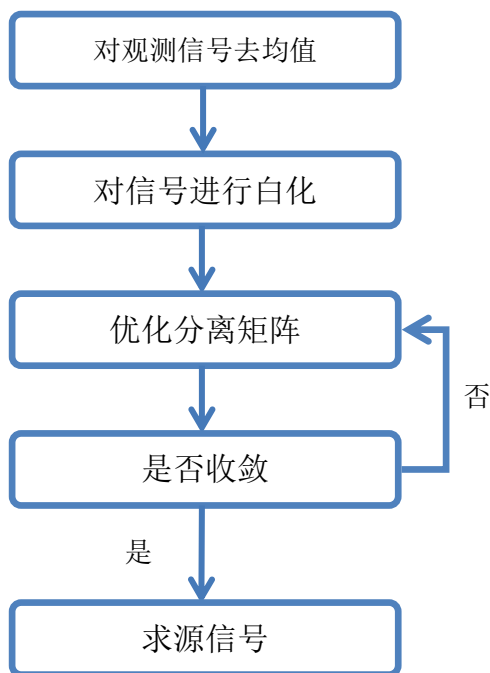 对观测信号去均值
对信号进行白化
优化分离矩阵
否
是否收敛
是
求源信号